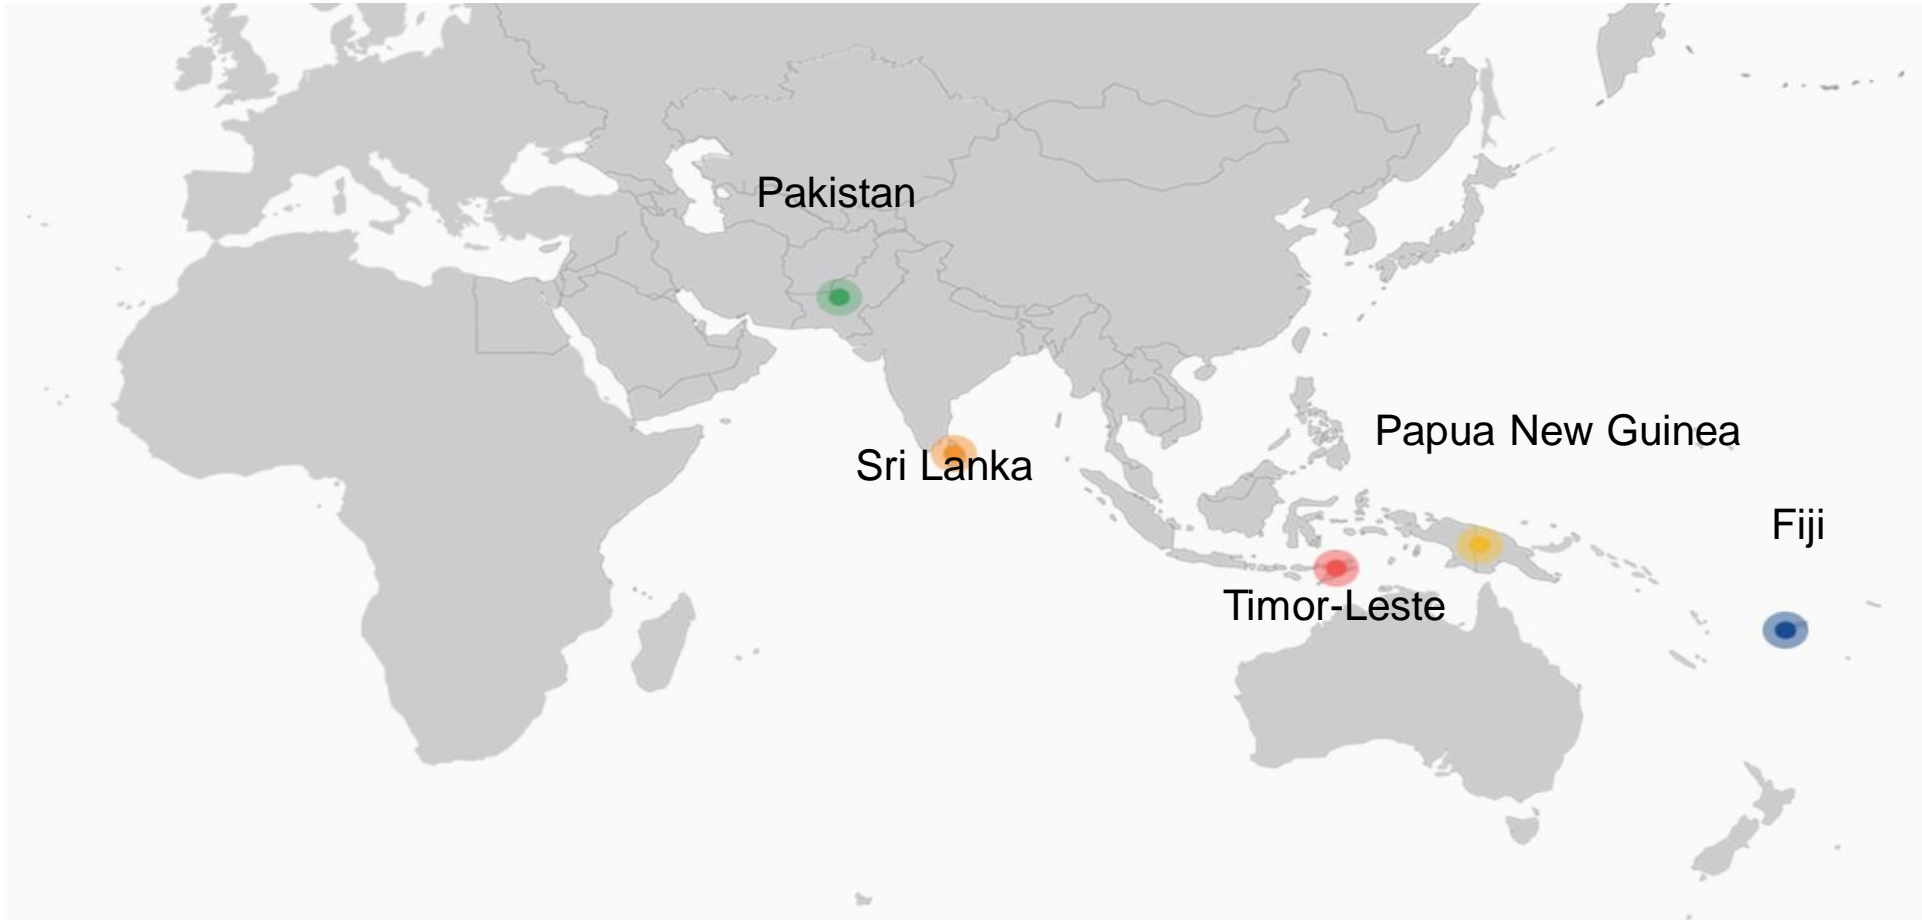 Pakistan
Papua New Guinea
Sri Lanka
Fiji
Timor-Leste